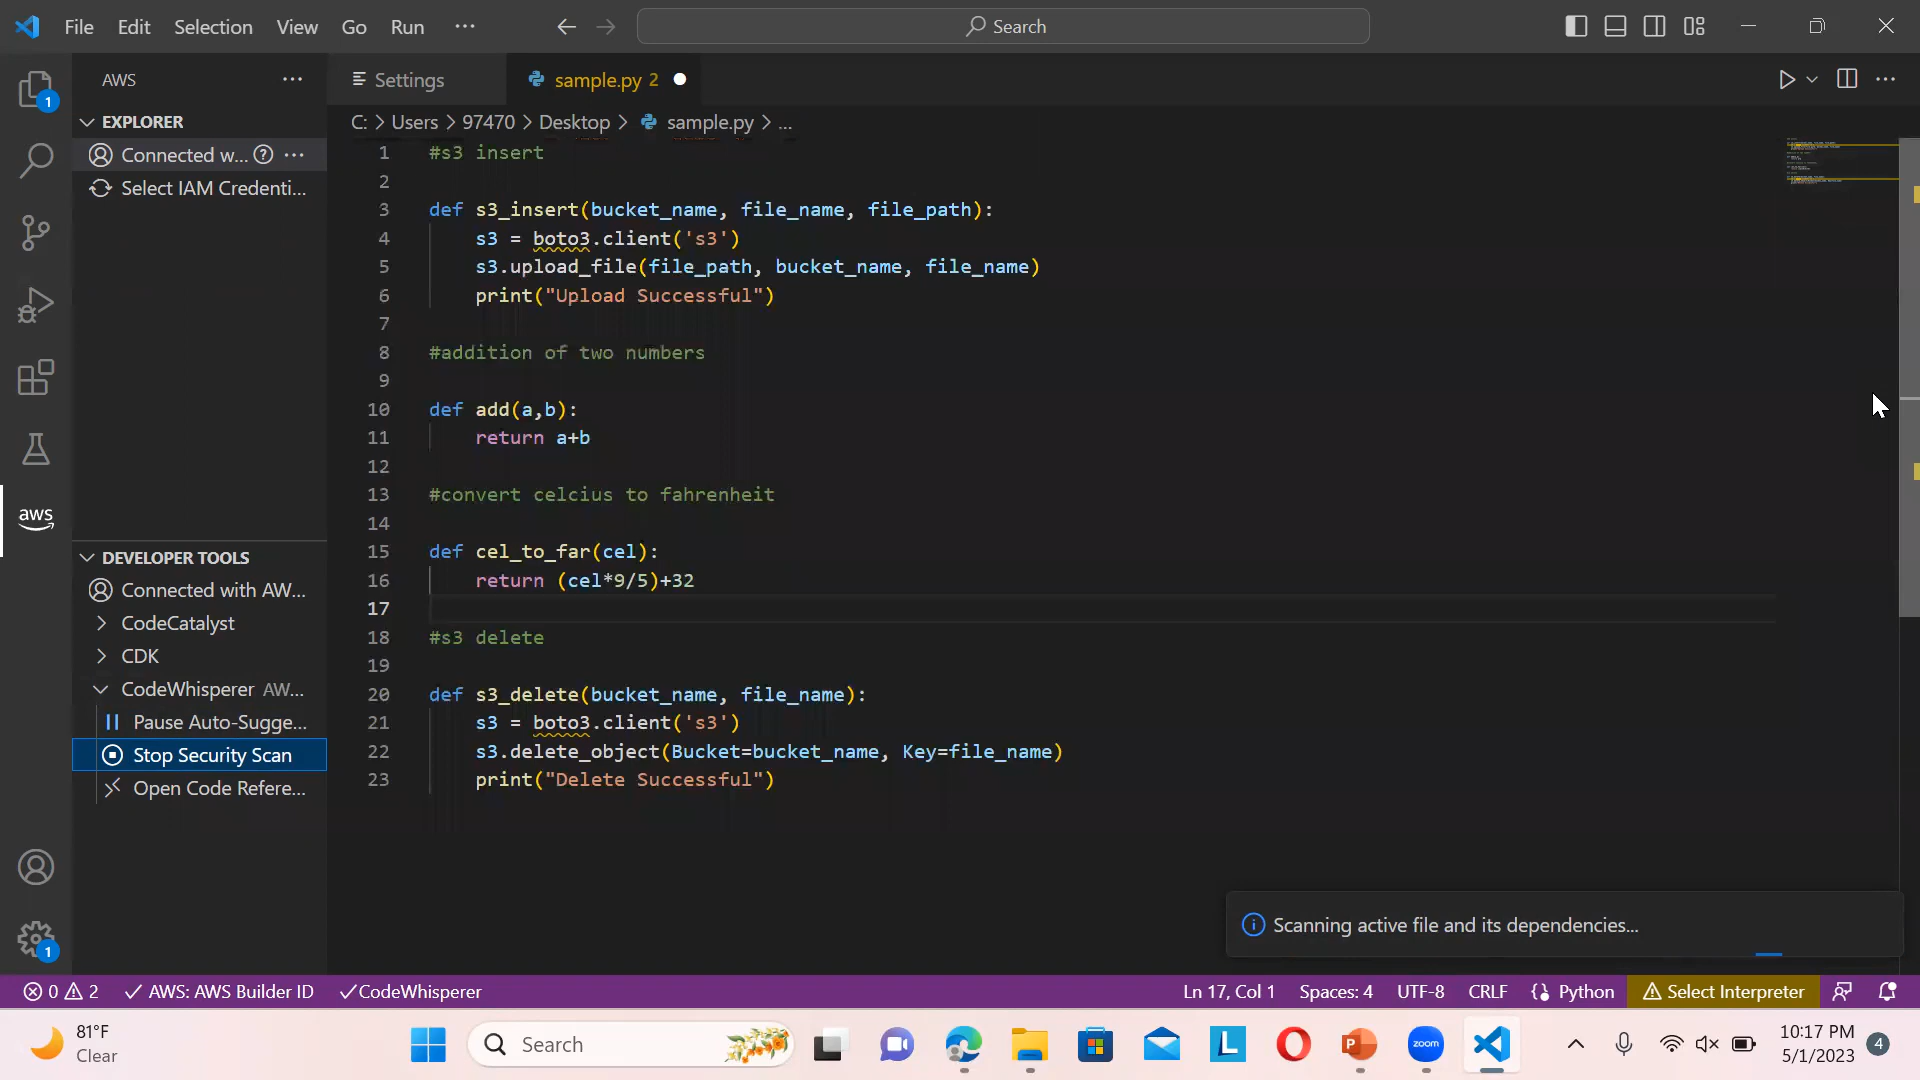 File Edit Selection View Go Run ···
Search
AWS ···
Settings
sample.py 2
EXPLORER
C: > Users > 97470 > Desktop > sample.py > ...
Connected w... ···
Select IAM Credenti...
1 #s3 insert
2
3 def s3_insert(bucket_name, file_name, file_path):
4 s3 = boto3.client('s3')
5 s3.upload_file(file_path, bucket_name, file_name)
6 print("Upload Successful")
7
8 #addition of two numbers
9
10 def add(a,b):
11 return a+b
12
13 #convert celcius to fahrenheit
14
15 def cel_to_far(cel):
16 return (cel*9/5)+32
17
18 #s3 delete
19
20 def s3_delete(bucket_name, file_name):
21 s3 = boto3.client('s3')
22 s3.delete_object(Bucket=bucket_name, Key=file_name)
23 print("Delete Successful")
1
aws
DEVELOPER TOOLS
Connected with AW...
CodeCatalyst
CDK
CodeWhisperer AW...
Pause Auto-Sugge...
Stop Security Scan
Open Code Refere...
1
Scanning active file and its dependencies...
0 2 AWS: AWS Builder ID CodeWhisperer
Ln 17, Col 1 Spaces: 4 UTF-8 CRLF Python Select Interpreter
81°F
Clear
Search
L
P
zoom
10:17 PM
5/1/2023
4